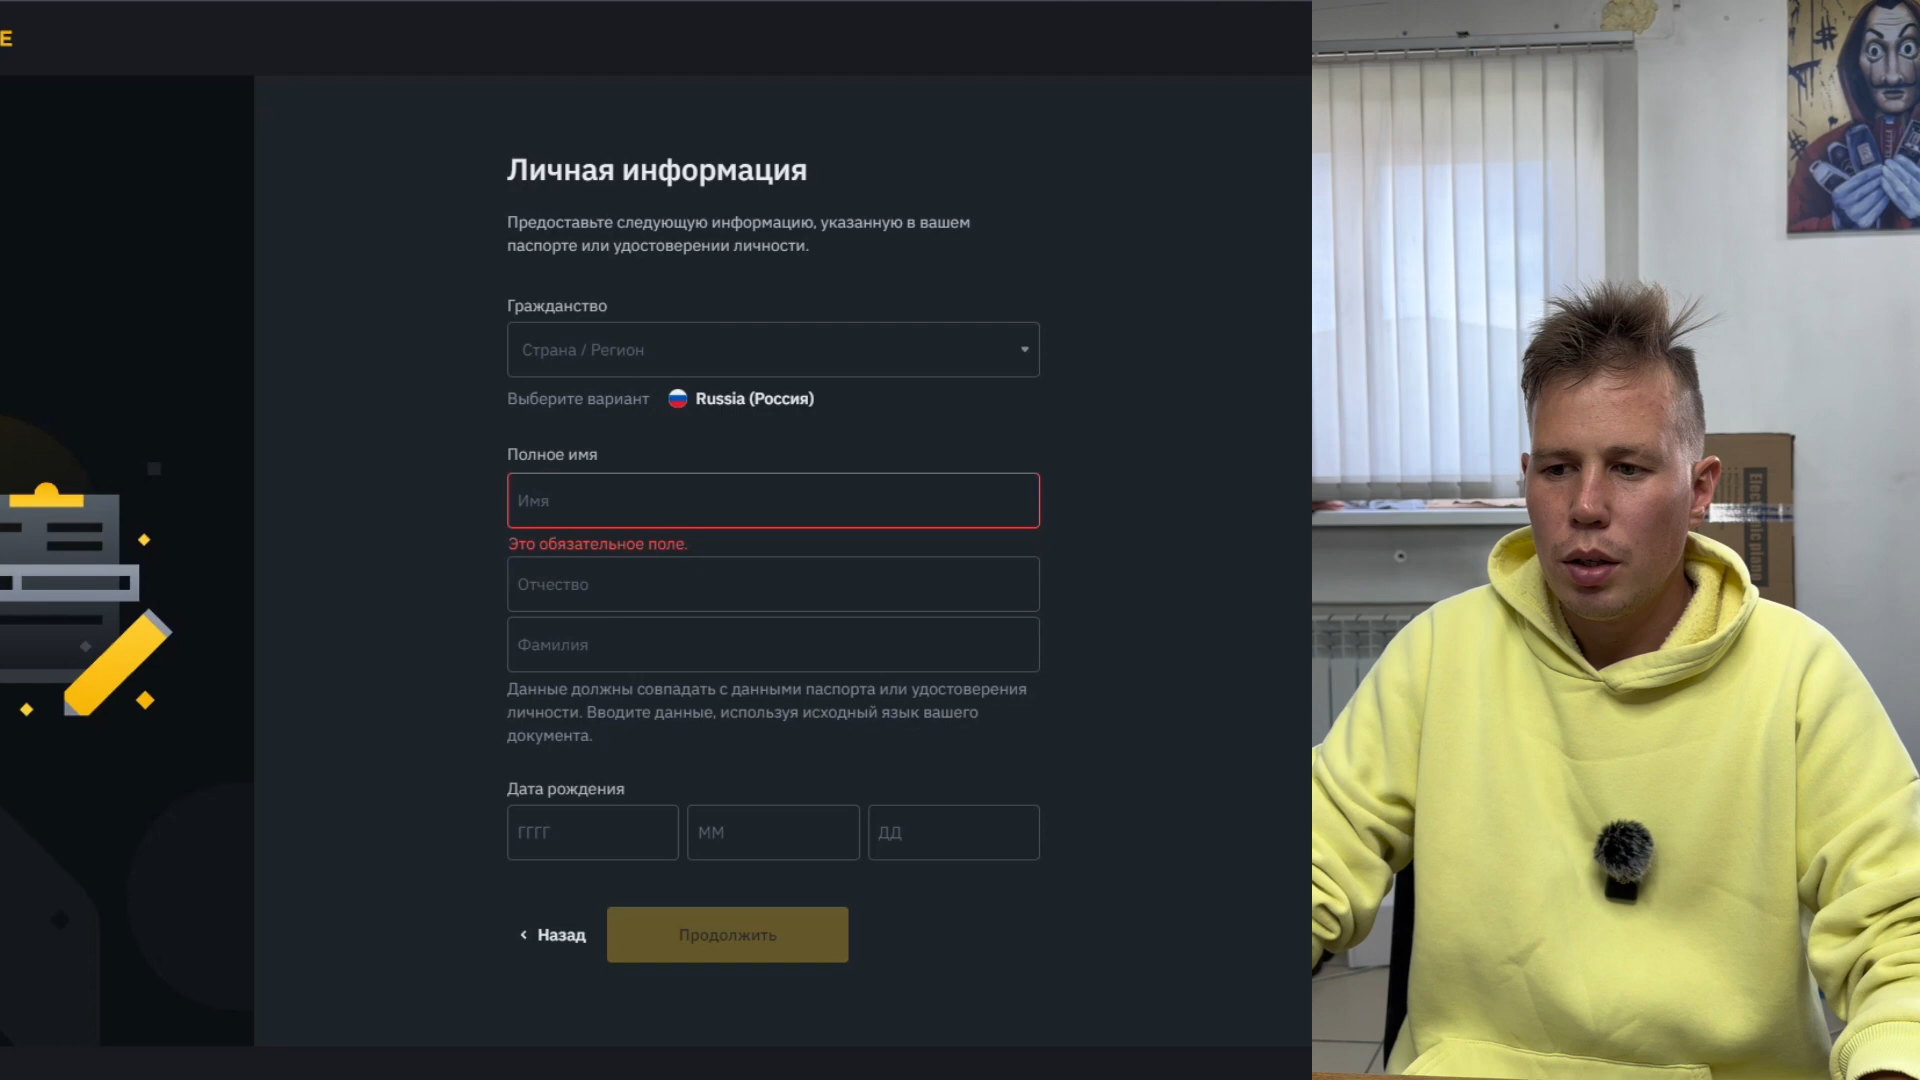 E
Личная информация
Предоставьте следующую информацию, указанную в вашем
паспорте или удостоверении личности.
Гражданство
Страна / Регион
Выберите вариант Russia (Россия)
Полное имя
Имя
Это обязательное поле.
Отчество
Фамилия
Данные должны совпадать с данными паспорта или удостоверения
личности. Вводите данные, используя исходный язык вашего
документа.
Дата рождения
ГГГГ ММ ДД
Назад Продолжить
Electronic piano